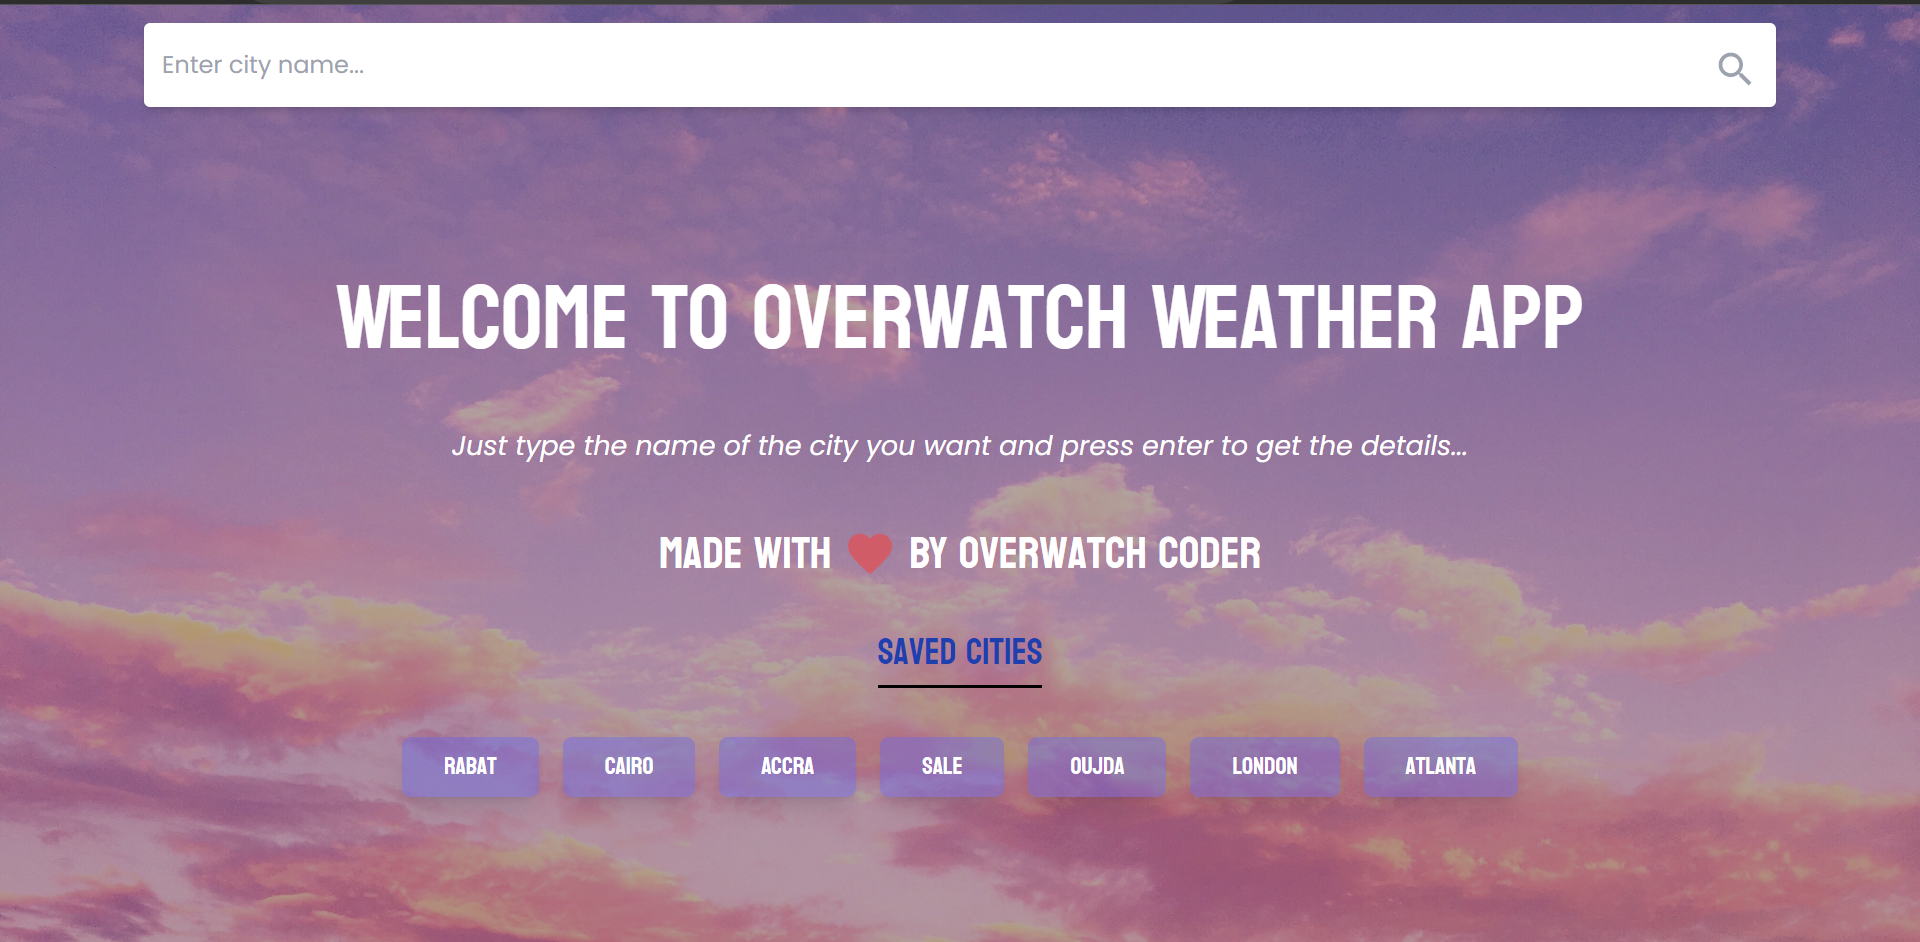 Enter city name...
WELCOME TO OVERWATCH WEATHER APP
Just type the name of the city you want and press enter to get the details...
MADE WITH BY OVERWATCH CODER
SAVED CITIES
RABAT CAIRO ACCRA SALE OUJDA LONDON ATLANTA